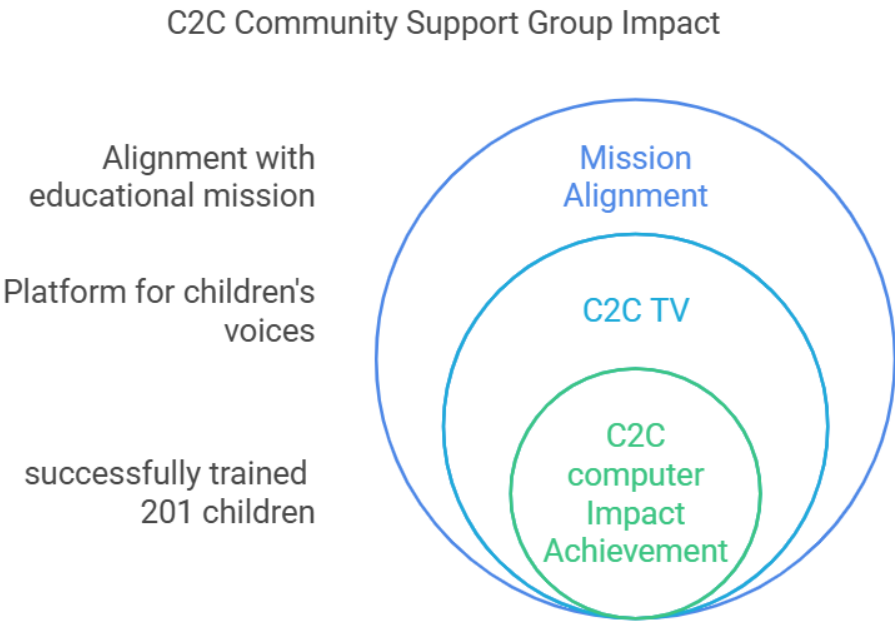 C2C Community Support Group Impact
Alignment with
educational mission
Mission
Alignment
Platform for children's
voices
C2C TV
successfully trained
201 children
C2C
computer
Impact
Achievement